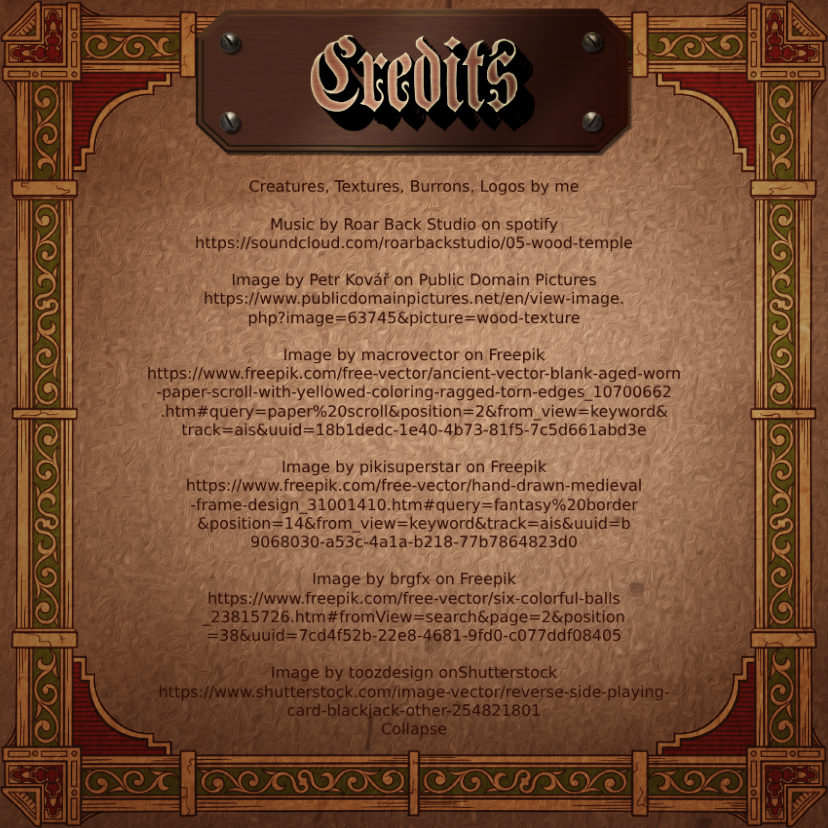 Credits
Creatures, Textures, Burrons, Logos by me
Music by Roar Back Studio on spotify
https://soundcloud.com/roarbackstudio/05-wood-temple
Image by Petr Kovář on Public Domain Pictures
https://www.publicdomainpictures.net/en/view-image.
php?image=63745&picture=wood-texture
Image by macrovector on Freepik
https://www.freepik.com/free-vector/ancient-vector-blank-aged-worn
-paper-scroll-with-yellowed-coloring-ragged-torn-edges_10700662
.htm#query=paper%20scroll&position=2&from_view=keyword&
track=ais&uuid=18b1dedc-1e40-4b73-81f5-7c5d661abd3e
Image by pikisuperstar on Freepik
https://www.freepik.com/free-vector/hand-drawn-medieval
-frame-design_31001410.htm#query=fantasy%20border
&position=14&from_view=keyword&track=ais&uuid=b
9068030-a53c-4a1a-b218-77b7864823d0
Image by brgfx on Freepik
https://www.freepik.com/free-vector/six-colorful-balls
_23815726.htm#fromView=search&page=2&position
=38&uuid=7cd4f52b-22e8-4681-9fd0-c077ddf08405
Image by toozdesign onShutterstock
https://www.shutterstock.com/image-vector/reverse-side-playing-
card-blackjack-other-254821801
Collapse